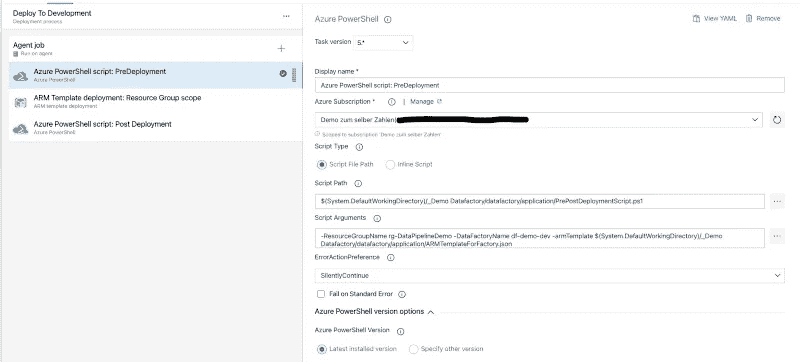 Deploy To Development
Deployment process
Agent job
Run on agent
Azure PowerShell script: PreDeployment
Azure PowerShell
ARM Template deployment: Resource Group scope
ARM template deployment
Azure PowerShell script: Post Deployment
Azure PowerShell
Azure PowerShell
View YAML
Remove
Task version 5.*
Display name *
Azure PowerShell script: PreDeployment
Azure Subscription * | Manage
Demo zum selber Zahlen(
Scoped to subscription 'Demo zum selber Zahlen'
Script Type
Script File Path Inline Script
Script Path
$(System.DefaultWorkingDirectory)/_Demo Datafactory/datafactory/application/PrePostDeploymentScript.ps1
Script Arguments
-ResourceGroupName rg-DataPipelineDemo -DataFactoryName df-demo-dev -armTemplate $(System.DefaultWorkingDirectory)/_Demo
Datafactory/datafactory/application/ARMTemplateForFactory.json
ErrorActionPreference
SilentlyContinue
Fail on Standard Error
Azure PowerShell version options
Azure PowerShell Version
Latest installed version Specify other version